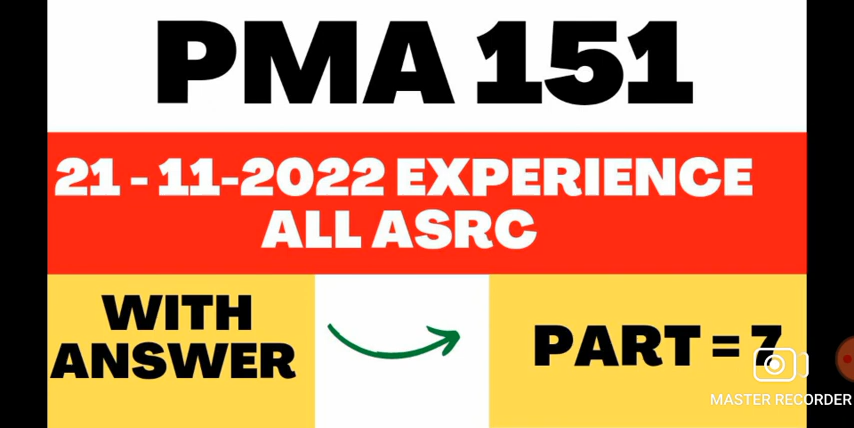 PMA 151
21 - 11-2022 EXPERIENCE
ALL ASRC
WITH
ANSWER
PART = 7
MASTER RECORDER